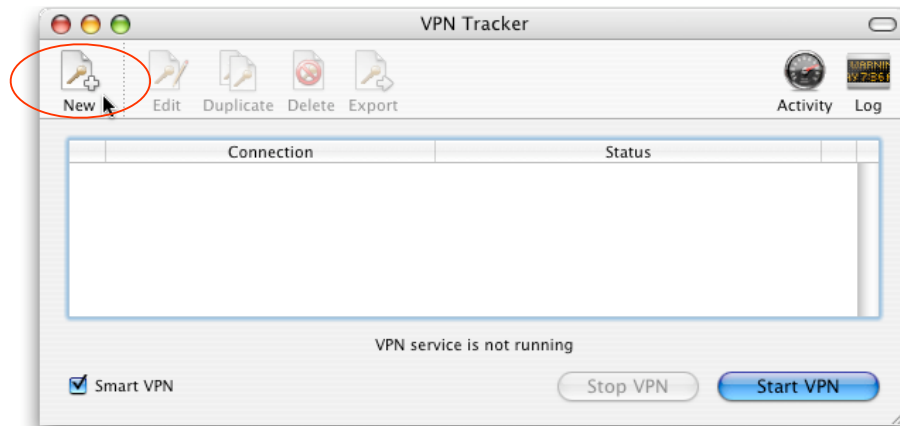 VPN Tracker
New Edit Duplicate Delete Export Activity Log
Connection Status
VPN service is not running
Smart VPN Stop VPN Start VPN